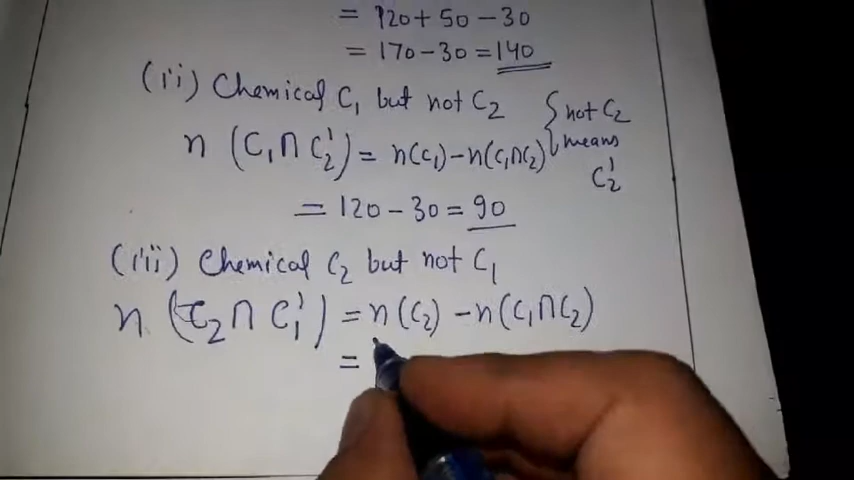 = 120 + 50 - 30
= 170 - 30 = 140
(ii) Chemical C₁ but not C₂
n (C₁ ∩ C₂') = n(C₁) - n(C₁∩C₂) { not C₂ means C₂'
= 120 - 30 = 90
(iii) Chemical C₂ but not C₁
n (C₂ ∩ C₁') = n (C₂) - n (C₁∩C₂)
=